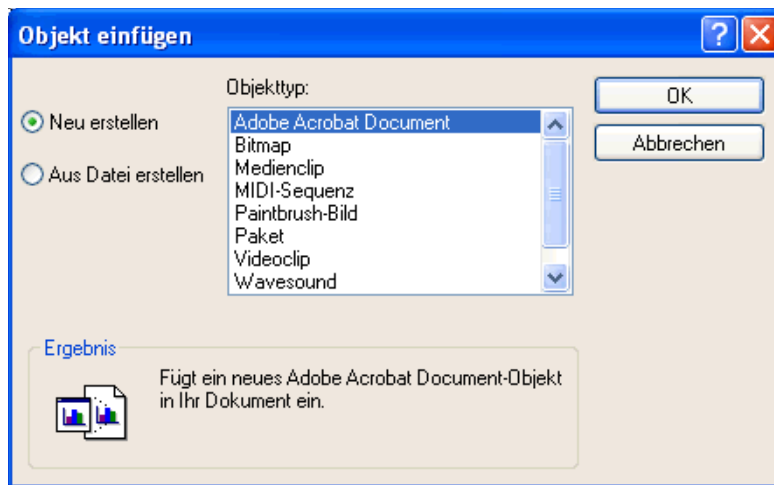 Objekt einfügen
Objekttyp:
Neu erstellen
Aus Datei erstellen
Adobe Acrobat Document
Bitmap
Medienclip
MIDI-Sequenz
Paintbrush-Bild
Paket
Videoclip
Wavesound
OK
Abbrechen
Ergebnis
Fügt ein neues Adobe Acrobat Document-Objekt
in Ihr Dokument ein.